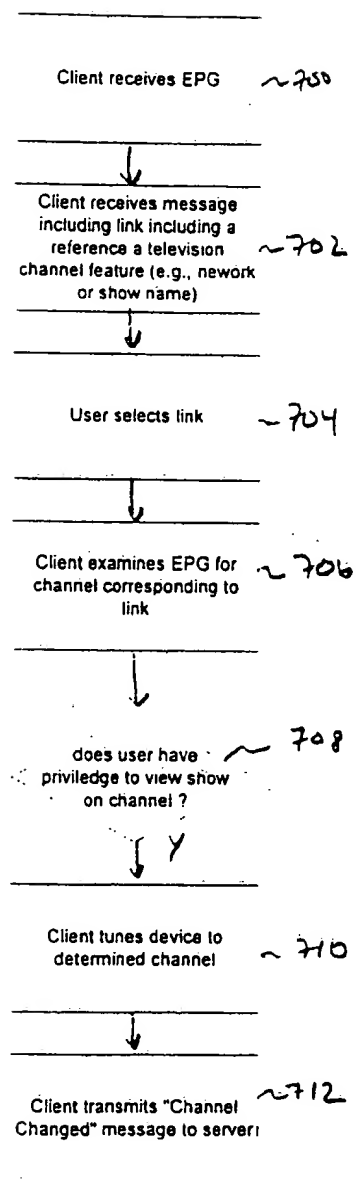 Client receives EPG ~700
Client receives message
including link including a
reference a television ~702
channel feature (e.g., nework
or show name)
User selects link ~704
Client examines EPG for ~706
channel corresponding to
link
708
does user have
priviledge to view show
on channel ?
Y
Client tunes device to
determined channel ~710
~712
Client transmits "Channel
Changed" message to server